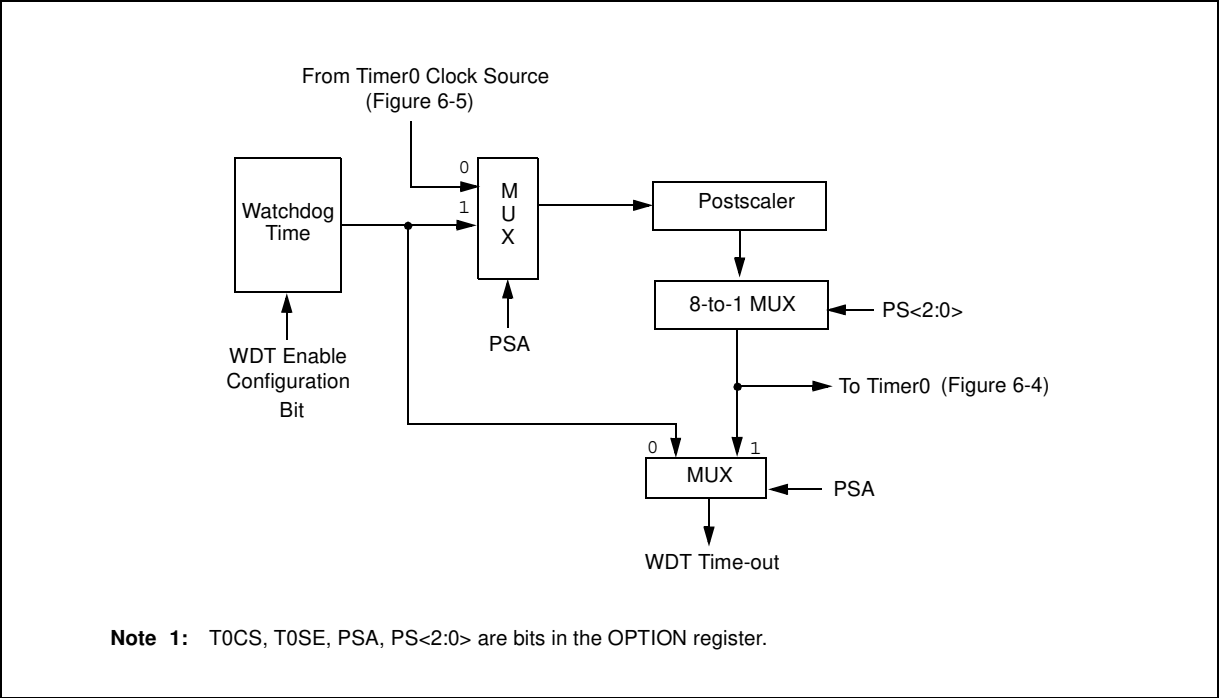 From Timer0 Clock Source
(Figure 6-5)
0
1
M
U
X
Watchdog
Time
Postscaler
8-to-1 MUX
PS<2:0>
PSA
WDT Enable
Configuration
Bit
To Timer0 (Figure 6-4)
0
1
MUX
PSA
WDT Time-out
Note 1: T0CS, T0SE, PSA, PS<2:0> are bits in the OPTION register.